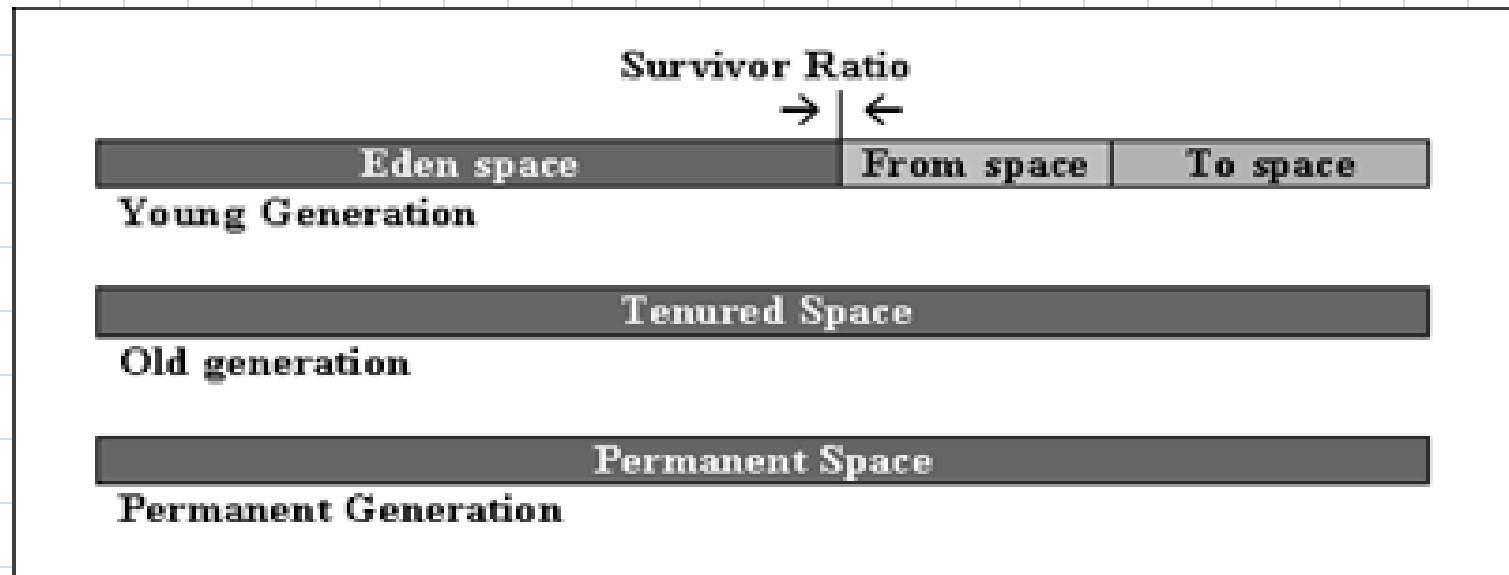 Survivor Ratio
Eden space From space To space
Young Generation
Tenured Space
Old generation
Permanent Space
Permanent Generation